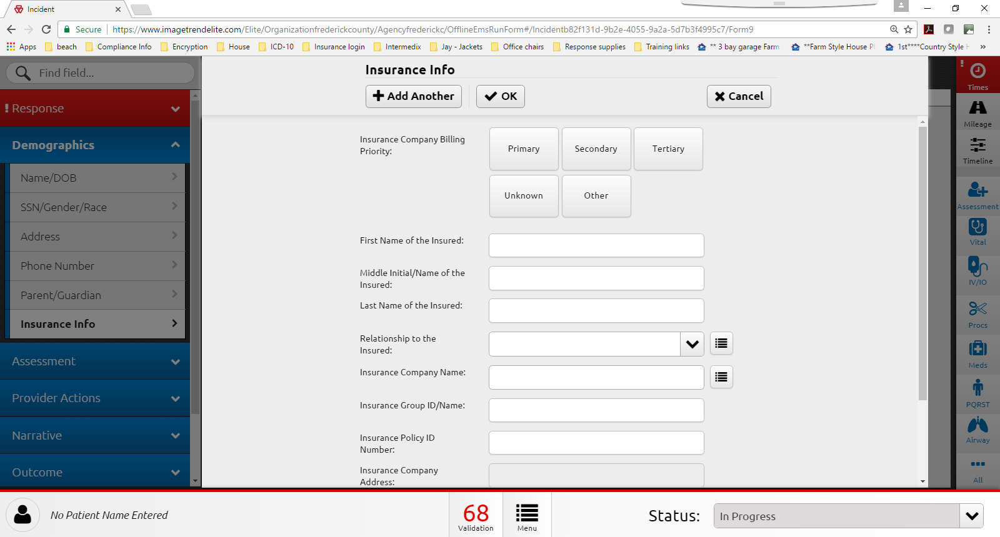 Incident
Secure
https://www.imagetrendelite.com/Elite/Organizationfrederickcounty/Agencyfrederickc/OfflineEmsRunForm#/Incidentb82f131d-9b2e-4055-9a2a-5d7b3f4995c7/Form9
Apps beach Compliance Info Encryption House ICD-10 Insurance login Intermedix Jay - Jackets Office chairs Response supplies Training links ** 3 bay garage Farm **Farm Style House 1st****Country Style »
Find field...
! Response
Demographics
Name/DOB
SSN/Gender/Race
Address
Phone Number
Parent/Guardian
Insurance Info
Assessment
Provider Actions
Narrative
Outcome
Insurance Info
Add Another
OK
Cancel
Insurance Company Billing
Priority:
Primary Secondary Tertiary
Unknown Other
First Name of the Insured:
Middle Initial/Name of the
Insured:
Last Name of the Insured:
Relationship to the
Insured:
Insurance Company Name:
Insurance Group ID/Name:
Insurance Policy ID
Number:
Insurance Company
Address:
!
Times
Mileage
Timeline
Assessment
Vital
IV/IO
Procs
Meds
PQRST
Airway
All
No Patient Name Entered
68
Validation
Menu
Status:
In Progress